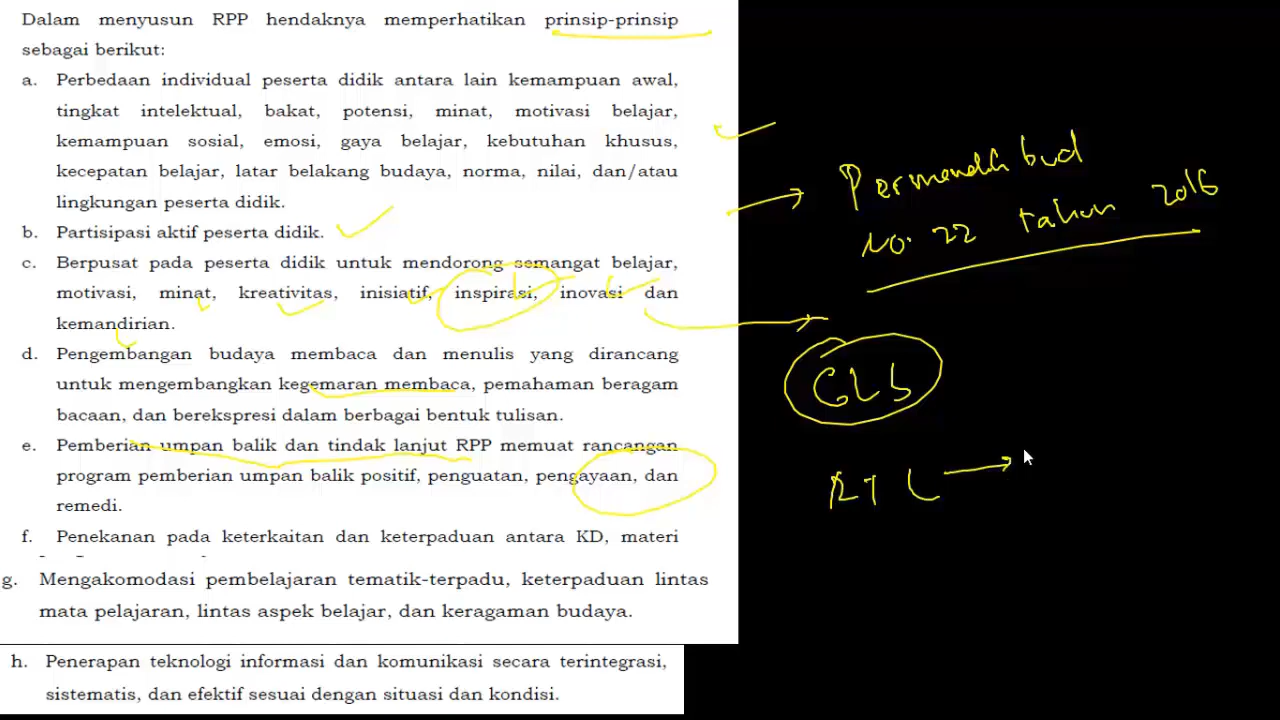 Dalam menyusun RPP hendaknya memperhatikan prinsip-prinsip
sebagai berikut:
a. Perbedaan individual peserta didik antara lain kemampuan awal,
tingkat intelektual, bakat, potensi, minat, motivasi belajar,
kemampuan sosial, emosi, gaya belajar, kebutuhan khusus,
kecepatan belajar, latar belakang budaya, norma, nilai, dan/atau
lingkungan peserta didik.
b. Partisipasi aktif peserta didik.
c. Berpusat pada peserta didik untuk mendorong semangat belajar,
motivasi, minat, kreativitas, inisiatif, inspirasi, inovasi dan
kemandirian.
d. Pengembangan budaya membaca dan menulis yang dirancang
untuk mengembangkan kegemaran membaca, pemahaman beragam
bacaan, dan berekspresi dalam berbagai bentuk tulisan.
e. Pemberian umpan balik dan tindak lanjut RPP memuat rancangan
program pemberian umpan balik positif, penguatan, pengayaan, dan
remedi.
f. Penekanan pada keterkaitan dan keterpaduan antara KD, materi
g. Mengakomodasi pembelajaran tematik-terpadu, keterpaduan lintas
mata pelajaran, lintas aspek belajar, dan keragaman budaya.
h. Penerapan teknologi informasi dan komunikasi secara terintegrasi,
sistematis, dan efektif sesuai dengan situasi dan kondisi.
Permendikbud
No. 22 tahun 2016
GLS
RTL